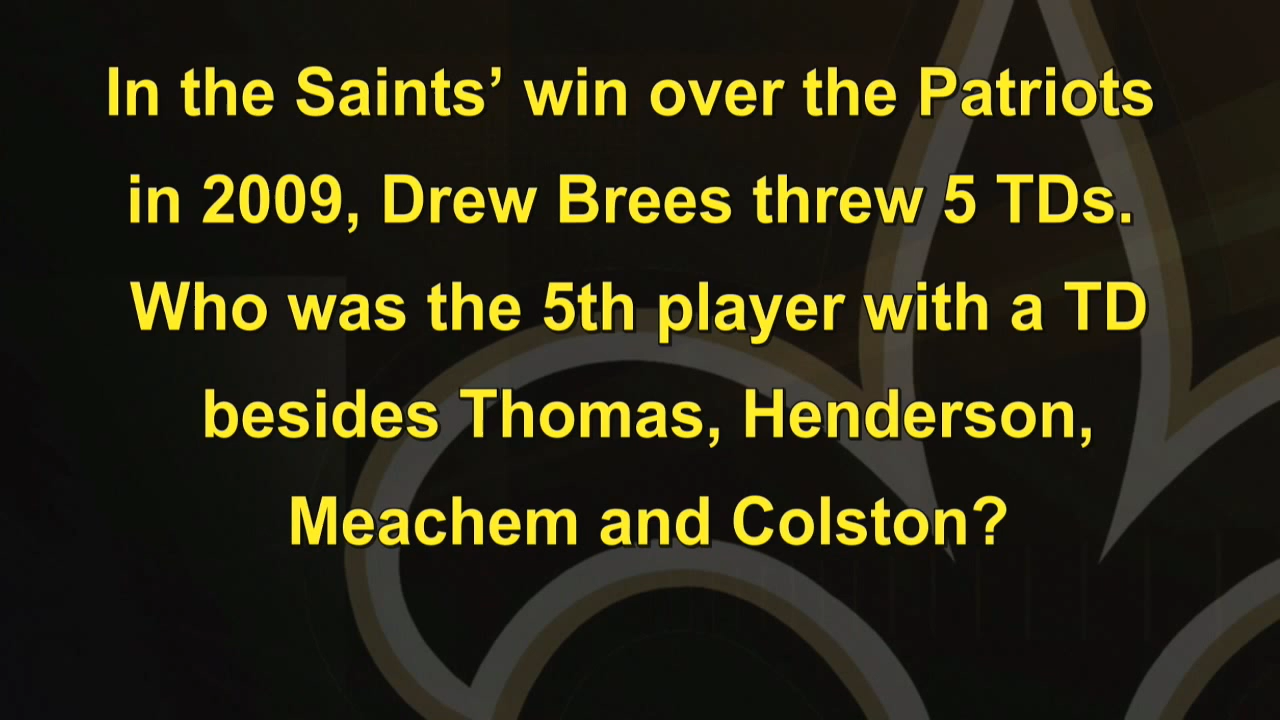 In the Saints’ win over the Patriots
in 2009, Drew Brees threw 5 TDs.
Who was the 5th player with a TD
besides Thomas, Henderson,
Meachem and Colston?